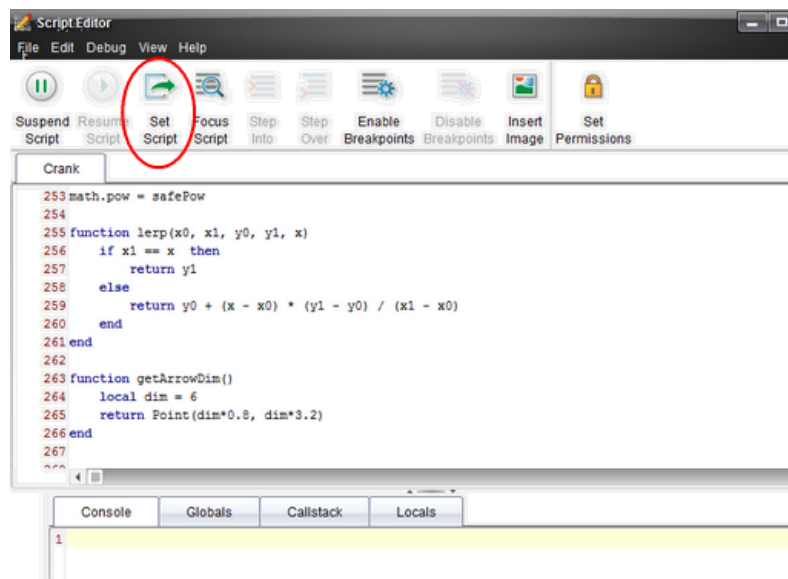 Script Editor
File Edit Debug View Help
Suspend Script
Resume Script
Set Script
Focus Script
Step Into
Step Over
Enable Breakpoints
Disable Breakpoints
Insert Image
Set Permissions
Crank
253 math.pow = safePow
254
255 function lerp(x0, x1, y0, y1, x)
256 if x1 == x then
257 return y1
258 else
259 return y0 + (x - x0) * (y1 - y0) / (x1 - x0)
260 end
261 end
262
263 function getArrowDim()
264 local dim = 6
265 return Point(dim*0.8, dim*3.2)
266 end
267
Console Globals Callstack Locals
1